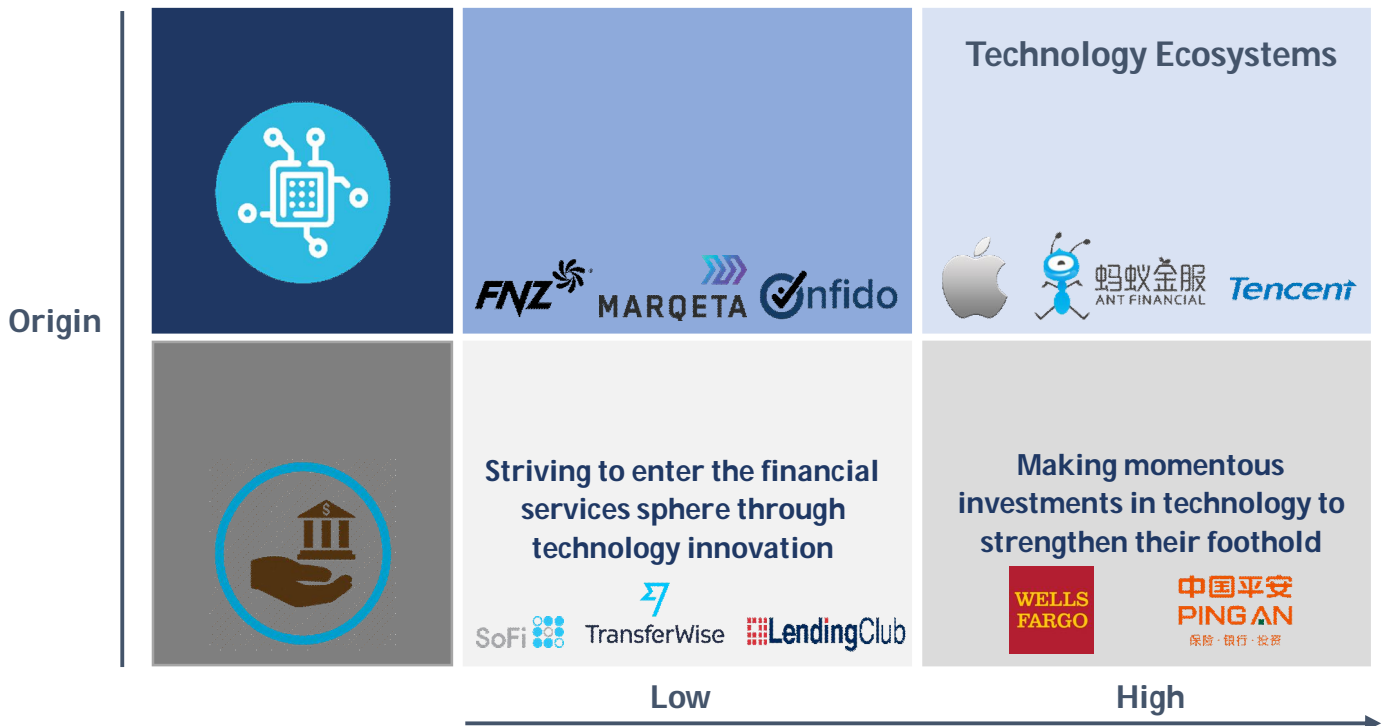 Technology Ecosystems
FNZ
MARQETA
Onfido
蚂蚁金服
ANT FINANCIAL
Tencent
Origin
Striving to enter the financial
services sphere through
technology innovation
SoFi
TransferWise
LendingClub
Making momentous
investments in technology to
strengthen their foothold
WELLS
FARGO
中国平安
PING AN
保险·银行·投资
$
Low
High